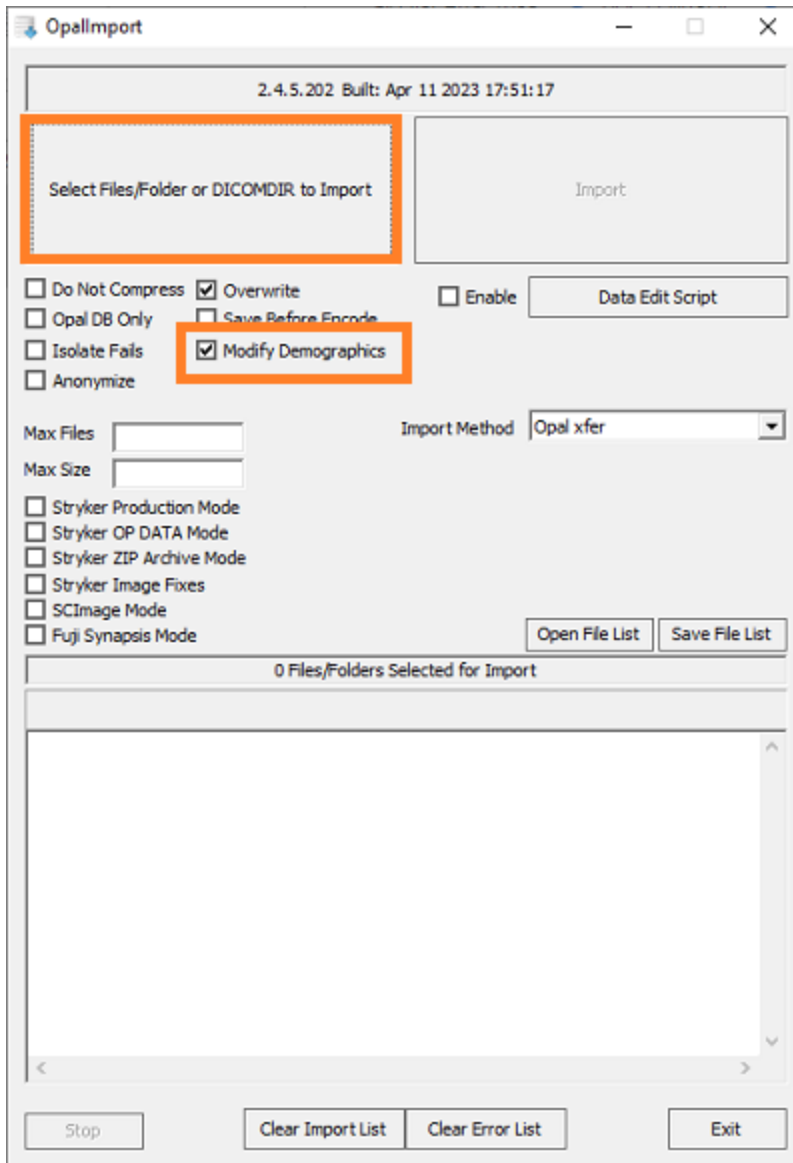 OpalImport
2.4.5.202 Built: Apr 11 2023 17:51:17
Select Files/Folder or DICOMDIR to Import
Import
Do Not Compress
Overwrite
Enable
Data Edit Script
Opal DB Only
Save Before Encode
Isolate Fails
Modify Demographics
Anonymize
Max Files
Import Method
Opal xfer
Max Size
Stryker Production Mode
Stryker OP DATA Mode
Stryker ZIP Archive Mode
Stryker Image Fixes
SCImage Mode
Fuji Synapsis Mode
Open File List
Save File List
0 Files/Folders Selected for Import
Stop
Clear Import List
Clear Error List
Exit